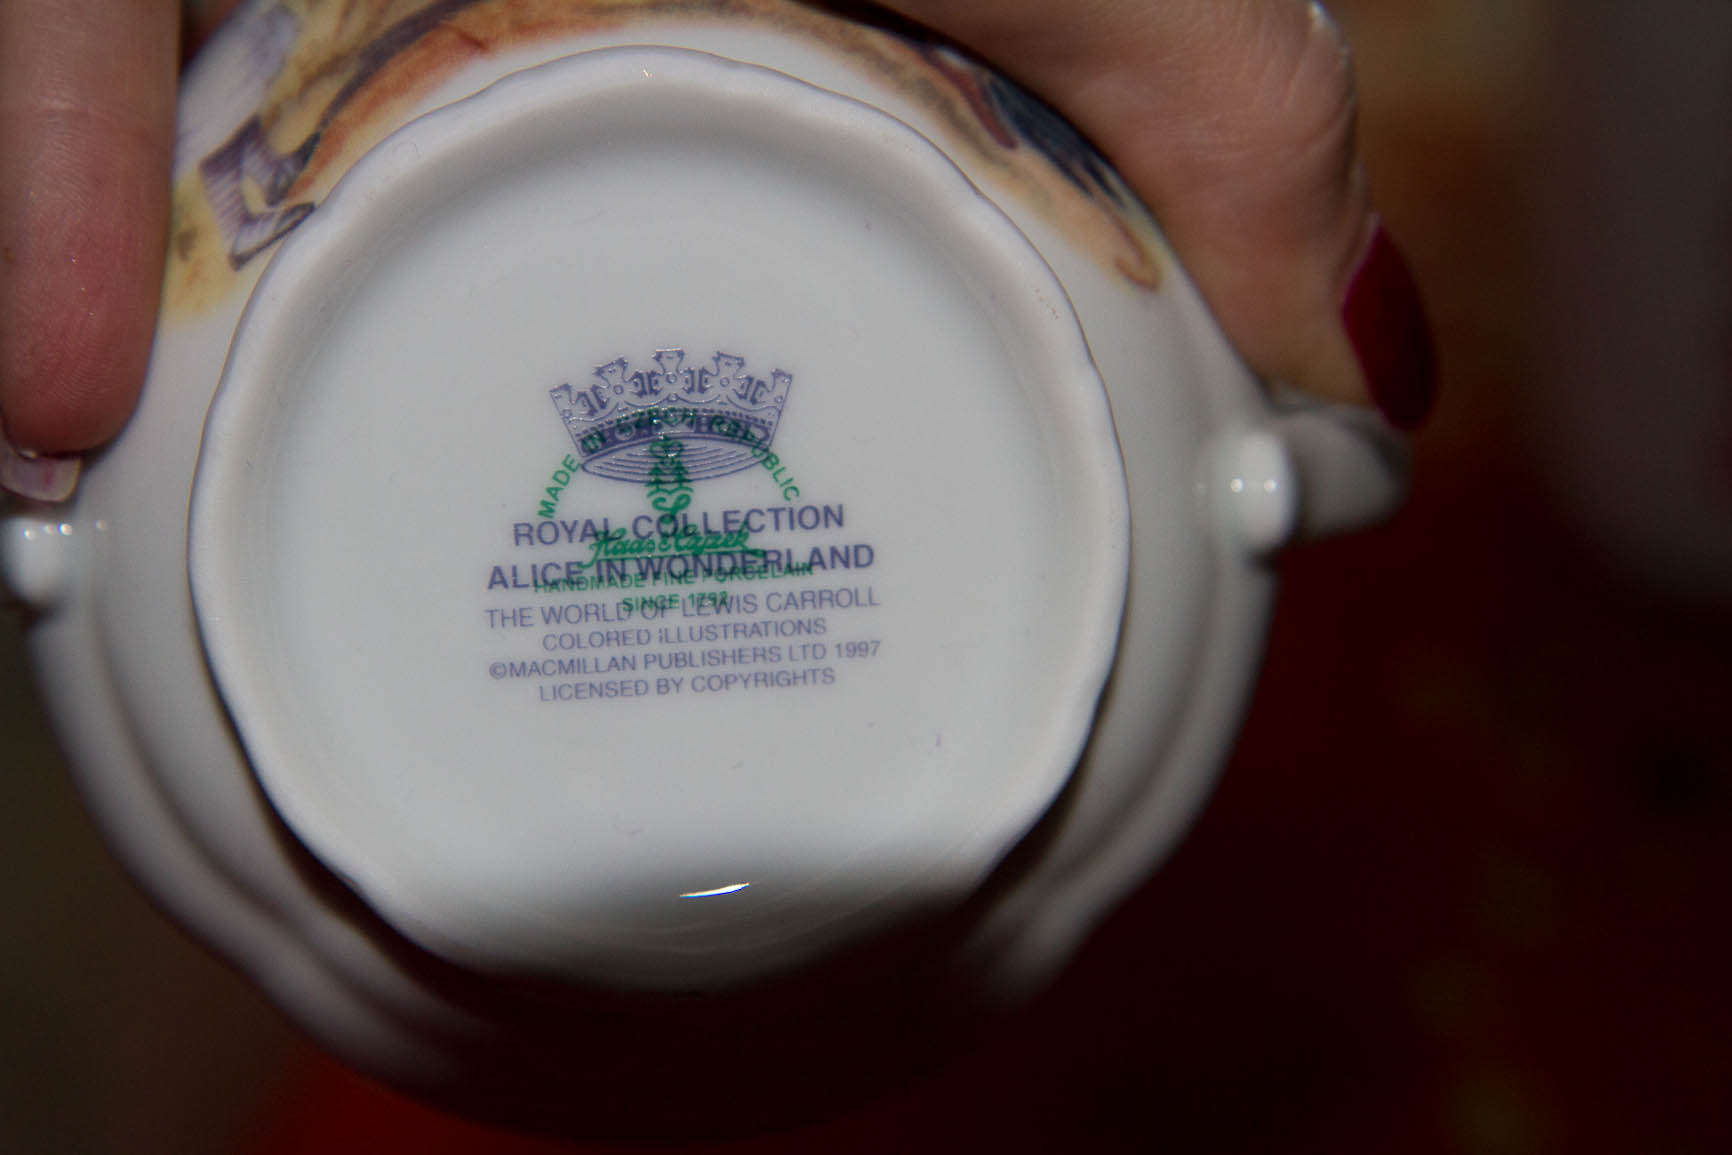 MADE IN CZECH REPUBLIC
ROYAL COLLECTION
Haas & Czjzek
ALICE IN WONDERLAND
HANDMADE FINE PORCELAIN
SINCE 1792
THE WORLD OF LEWIS CARROLL
COLORED ILLUSTRATIONS
©MACMILLAN PUBLISHERS LTD 1997
LICENSED BY COPYRIGHTS